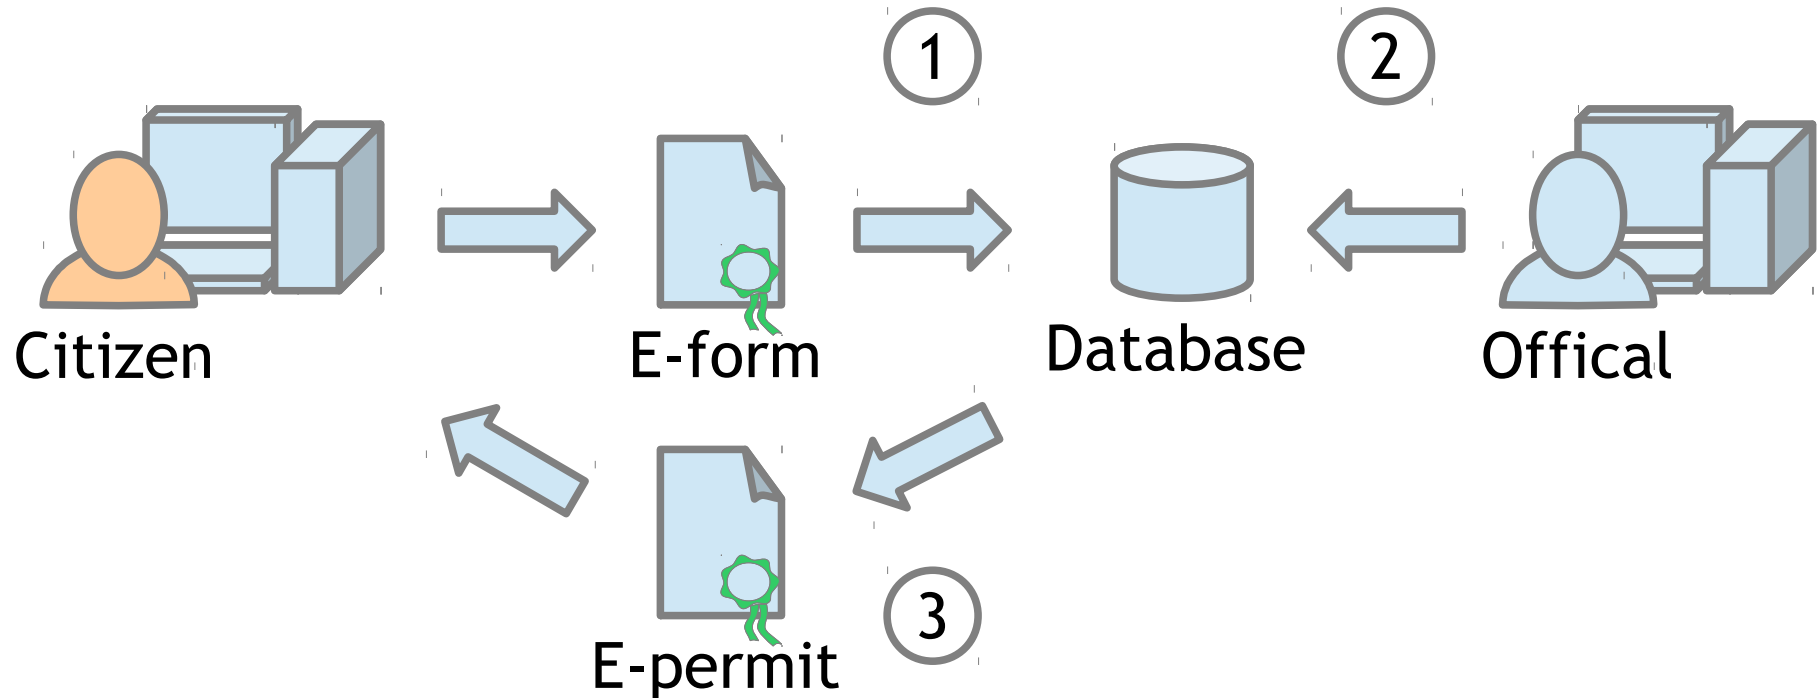 1
2
Citizen
E-form
Database
Offical
3
E-permit